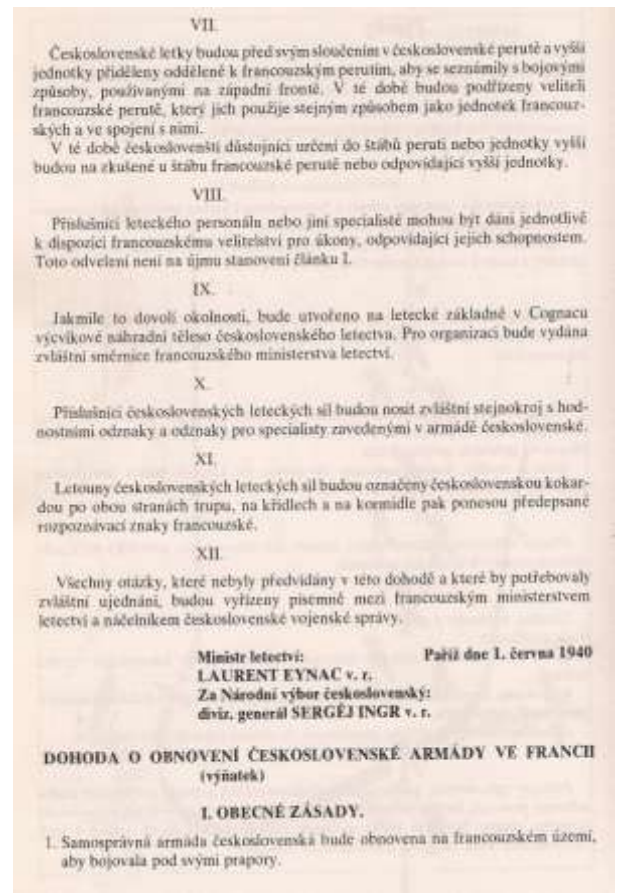 VII.
Československé letky budou před svým sloučením v československé perutě a vyšší
jednotky přiděleny odděleně k francouzským perutím, aby se seznámily s bojovými
způsoby, používanými na západní frontě. V té době budou podřízeny veliteli
francouzské perutě, který jich použije stejným způsobem jako jednotek francouz-
ských a ve spojení s nimi.
V té době českoslovenští důstojníci určení do štábů perutí nebo jednotky vyšší
budou na zkušené u štábu francouzské perutě nebo odpovídající vyšší jednotky.
VIII.
Příslušníci leteckého personálu nebo jiní specialisté mohou být dáni jednotlivě
k dispozici francouzskému velitelství pro úkony, odpovídající jejich schopnostem.
Toto odvelení není na újmu stanovení článku I.
IX.
Jakmile to dovolí okolnosti, bude utvořeno na letecké základně v Cognacu
výcvikové náhradní těleso československého letectva. Pro organizaci bude vydána
zvláštní směrnice francouzského ministerstva letectví.
X.
Příslušníci československých leteckých sil budou nosit zvláštní stejnokroj s hod-
nostními odznaky a odznaky pro specialisty zavedenými v armádě československé.
XI.
Letouny československých leteckých sil budou označeny československou kokar-
dou po obou stranách trupu, na křídlech a na kormidle pak ponesou předepsané
rozpoznávací znaky francouzské.
XII.
Všechny otázky, které nebyly předvídány v této dohodě a které by potřebovaly
zvláštní ujednání, budou vyřízeny písemně mezi francouzským ministerstvem
letectví a náčelníkem československé vojenské správy.
Ministr letectví: Paříž dne 1. června 1940
LAURENT EYNAC v. r.
Za Národní výbor československý:
diviz. generál SERGĚJ INGR v. r.
DOHODA O OBNOVENÍ ČESKOSLOVENSKÉ ARMÁDY VE FRANCII
(výňatek)
I. OBECNÉ ZÁSADY.
1. Samosprávná armáda československá bude obnovena na francouzském území,
aby bojovala pod svými prapory.